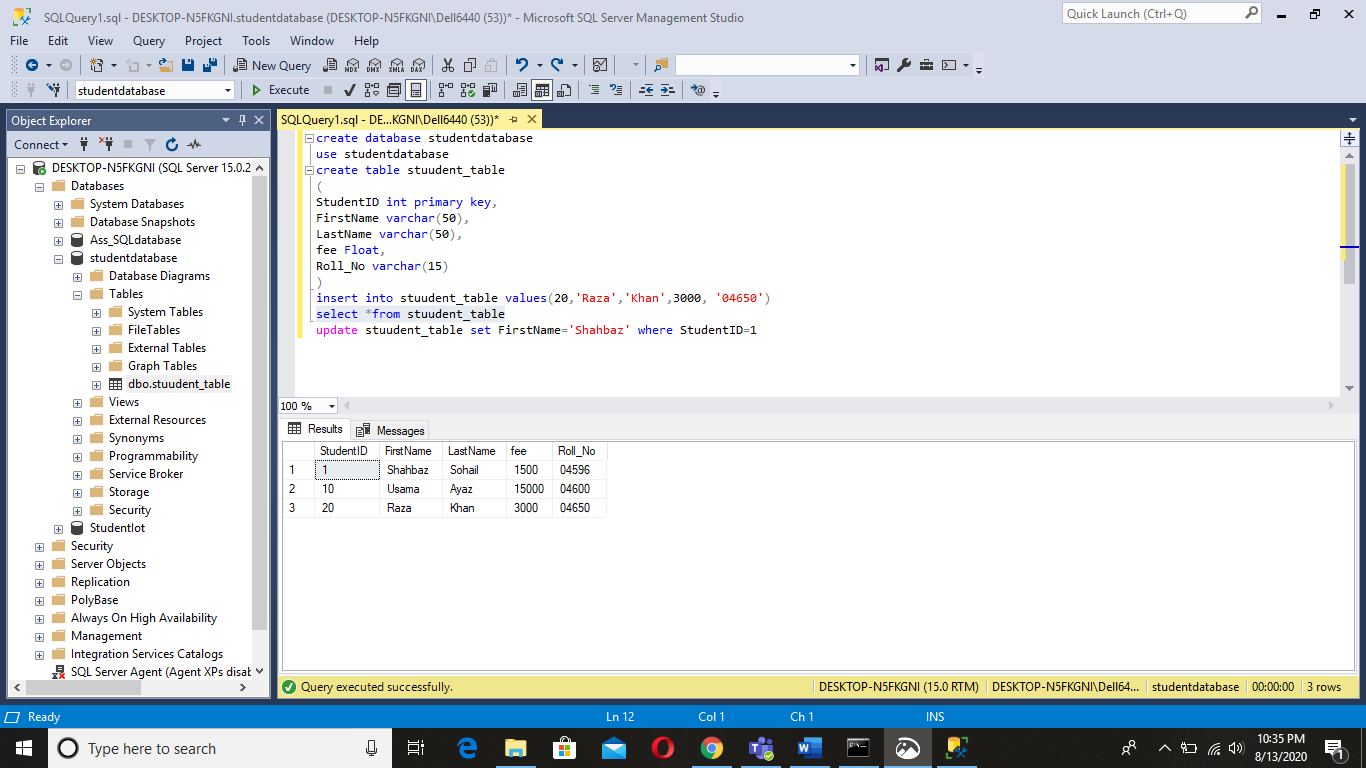 SQLQuery1.sql - DESKTOP-N5FKGNI.studentdatabase (DESKTOP-N5FKGNI\Dell6440 (53))* - Microsoft SQL Server Management Studio
Quick Launch (Ctrl+Q)
File Edit View Query Project Tools Window Help
New Query
MDX DMX XMLA DAX
studentdatabase
Execute
Object Explorer
Connect
DESKTOP-N5FKGNI (SQL Server 15.0.2
Databases
System Databases
Database Snapshots
Ass_SQLdatabase
studentdatabase
Database Diagrams
Tables
System Tables
FileTables
External Tables
Graph Tables
dbo.stuudent_table
Views
External Resources
Synonyms
Programmability
Service Broker
Storage
Security
Studentlot
Security
Server Objects
Replication
PolyBase
Always On High Availability
Management
Integration Services Catalogs
SQL Server Agent (Agent XPs disab
SQLQuery1.sql - DE...KGNI\Dell6440 (53))*
create database studentdatabase
use studentdatabase
create table stuudent_table
(
StudentID int primary key,
FirstName varchar(50),
LastName varchar(50),
fee Float,
Roll_No varchar(15)
)
insert into stuudent_table values(20,'Raza','Khan',3000, '04650')
select *from stuudent_table
update stuudent_table set FirstName='Shahbaz' where StudentID=1
100 %
Results Messages
StudentID FirstName LastName fee Roll_No
1 1 Shahbaz Sohail 1500 04596
2 10 Usama Ayaz 15000 04600
3 20 Raza Khan 3000 04650
Query executed successfully.
DESKTOP-N5FKGNI (15.0 RTM) DESKTOP-N5FKGNI\Dell64... studentdatabase 00:00:00 3 rows
Ready Ln 12 Col 1 Ch 1 INS
Type here to search
10:35 PM
8/13/2020
1